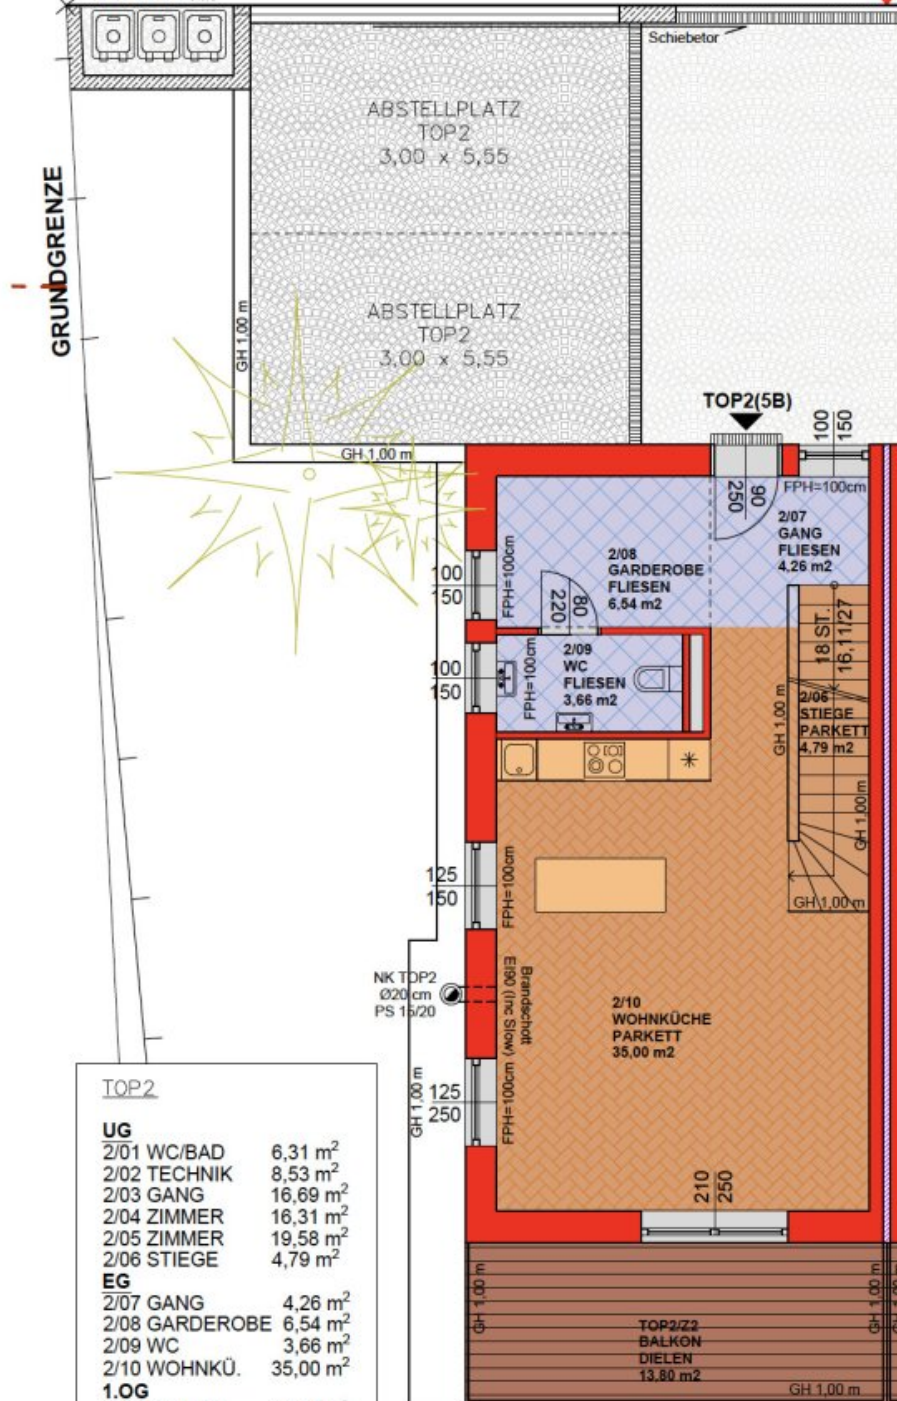 Schiebetor
ABSTELLPLATZ
TOP2
3,00 x 5,55
GRUNDGRENZE
ABSTELLPLATZ
TOP2
3,00 x 5,55
GH 1,00 m
GH 1,00 m
TOP2(5B)
100
150
90
250
FPH=100cm
2/07
GANG
FLIESEN
4,26 m2
2/08
GARDEROBE
FLIESEN
6,54 m2
FPH=100cm
100
150
80
220
18 ST.
16,11/27
2/09
WC
FLIESEN
3,66 m2
FPH=100cm
100
150
GH 1,00 m
2/06
STIEGE
PARKETT
4,79 m2
GH 1,00 m
GH 1,00 m
125
150
FPH=100cm
NK TOP2
Ø20 cm
PS 15/20
Brandschott
EI90 (Inc Slow)
2/10
WOHNKÜCHE
PARKETT
35,00 m2
GH 1,00 m
125
250
FPH=100cm
210
250
TOP2
UG
2/01 WC/BAD 6,31 m²
2/02 TECHNIK 8,53 m²
2/03 GANG 16,69 m²
2/04 ZIMMER 16,31 m²
2/05 ZIMMER 19,58 m²
2/06 STIEGE 4,79 m²
EG
2/07 GANG 4,26 m²
2/08 GARDEROBE 6,54 m²
2/09 WC 3,66 m²
2/10 WOHNKÜ. 35,00 m²
1.OG
GH 1,00 m
TOP2/Z2
BALKON
DIELEN
13,80 m2
GH 1,00 m
GH 1,00 m